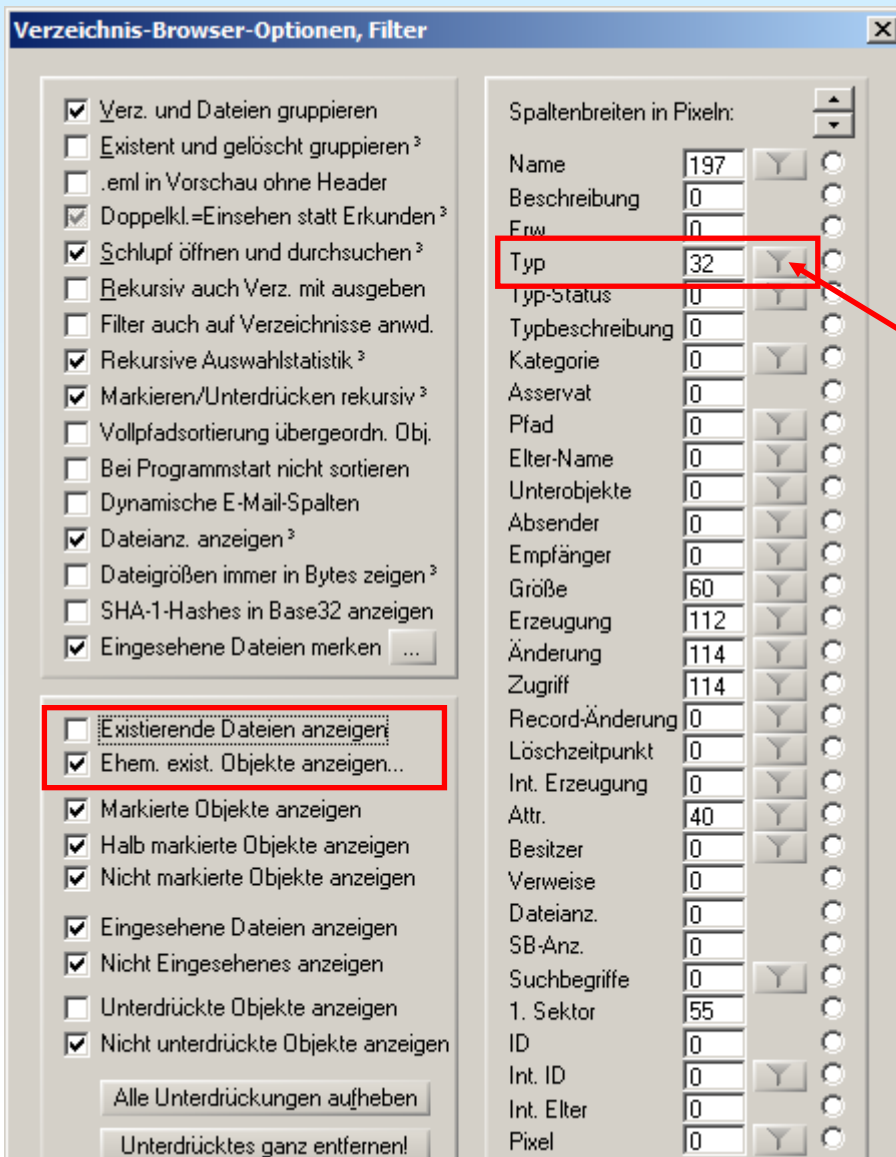 Verzeichnis-Browser-Optionen, Filter
Verz. und Dateien gruppieren
Existent und gelöscht gruppieren ³
.eml in Vorschau ohne Header
Doppelkl.=Einsehen statt Erkunden ³
Schlupf öffnen und durchsuchen ³
Rekursiv auch Verz. mit ausgeben
Filter auch auf Verzeichnisse anwd.
Rekursive Auswahlstatistik ³
Markieren/Unterdrücken rekursiv ³
Vollpfadsortierung übergeordn. Obj.
Bei Programmstart nicht sortieren
Dynamische E-Mail-Spalten
Dateianz. anzeigen ³
Dateigrößen immer in Bytes zeigen ³
SHA-1-Hashes in Base32 anzeigen
Eingesehene Dateien merken ...
Existierende Dateien anzeigen
Ehem. exist. Objekte anzeigen...
Markierte Objekte anzeigen
Halb markierte Objekte anzeigen
Nicht markierte Objekte anzeigen
Eingesehene Dateien anzeigen
Nicht Eingesehenes anzeigen
Unterdrückte Objekte anzeigen
Nicht unterdrückte Objekte anzeigen
Alle Unterdrückungen aufheben
Unterdrücktes ganz entfernen!
Spaltenbreiten in Pixeln:
Name 197
Beschreibung 0
Erw. 0
Typ 32
Typ-Status 0
Typbeschreibung 0
Kategorie 0
Asservat 0
Pfad 0
Elter-Name 0
Unterobjekte 0
Absender 0
Empfänger 0
Größe 60
Erzeugung 112
Änderung 114
Zugriff 114
Record-Änderung 0
Löschzeitpunkt 0
Int. Erzeugung 0
Attr. 40
Besitzer 0
Verweise 0
Dateianz. 0
SB-Anz. 0
Suchbegriffe 0
1. Sektor 55
ID 0
Int. ID 0
Int. Elter 0
Pixel 0